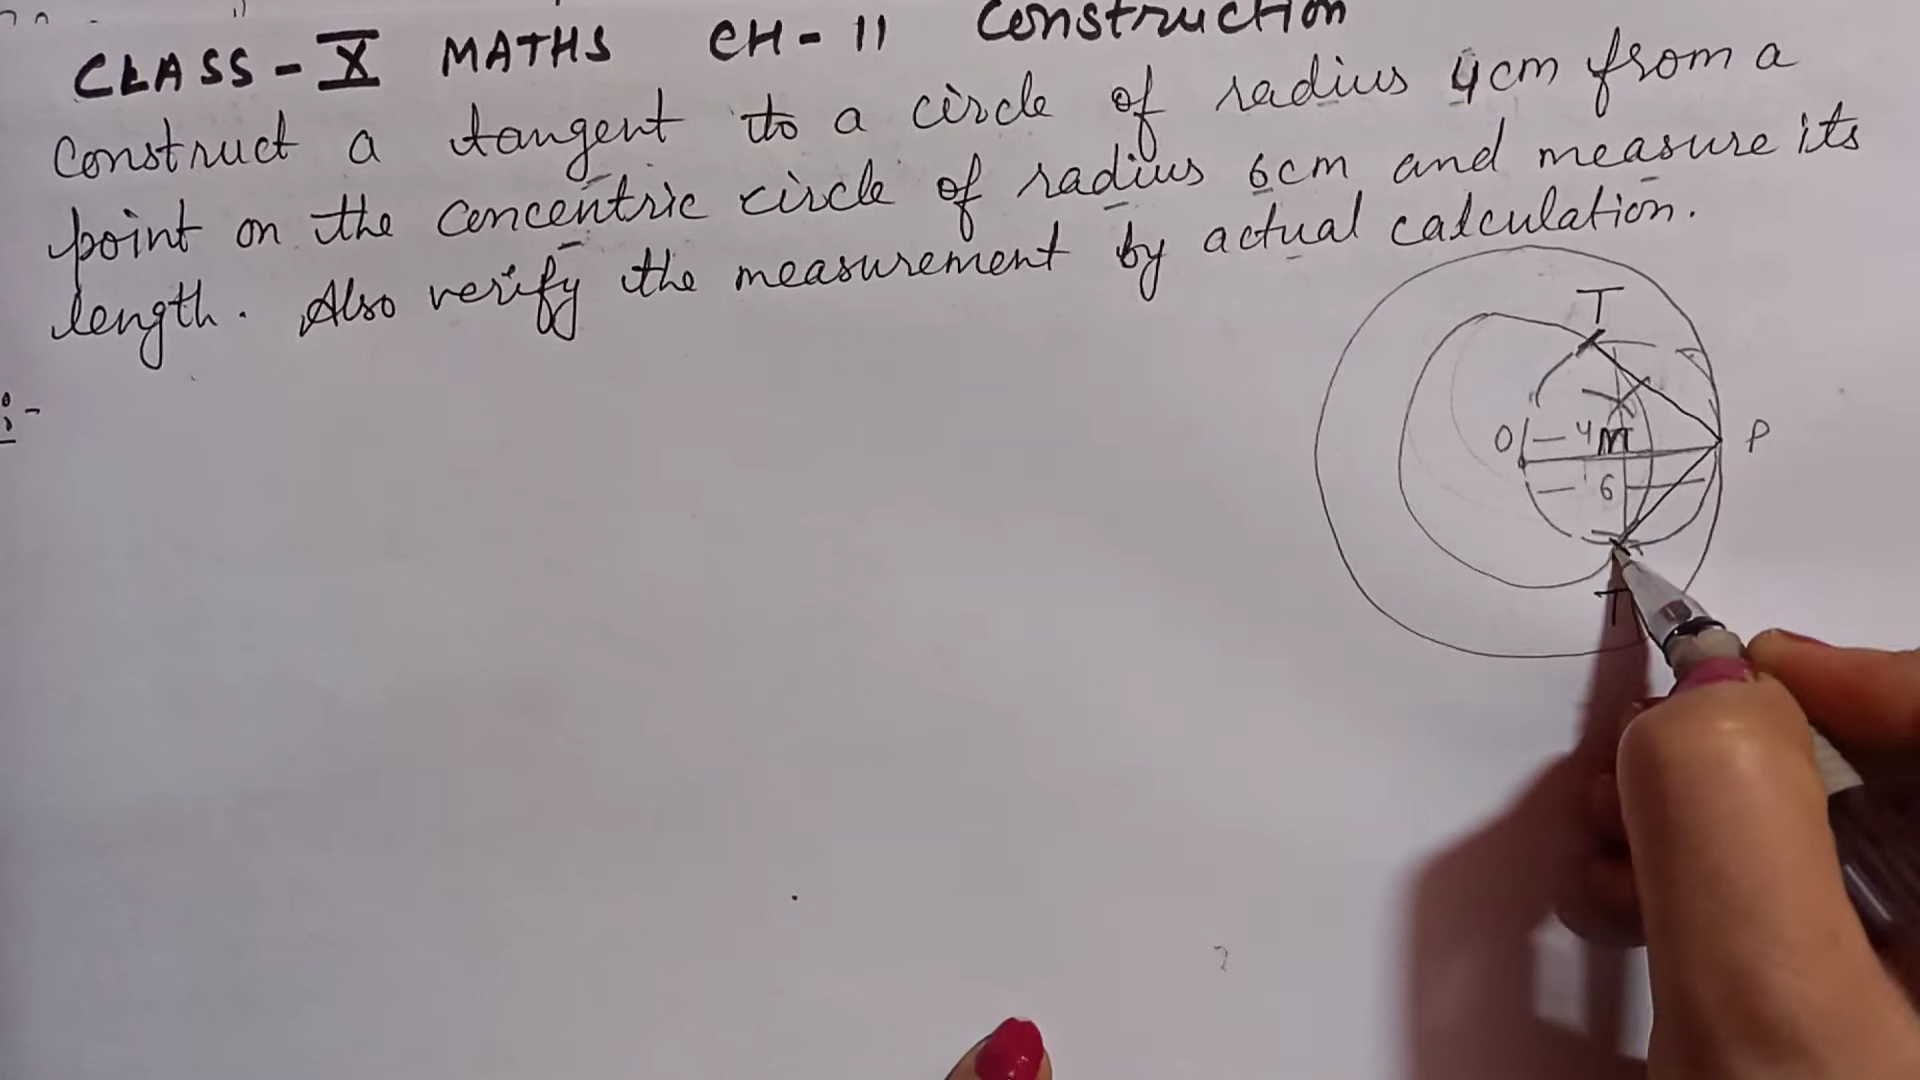 CLASS - X MATHS CH - 11 Construction
Construct a tangent to a circle of radius 4cm from a
point on the concentric circle of radius 6cm and measure its
length. Also verify the measurement by actual calculation.
T
O 4 M P
6
T